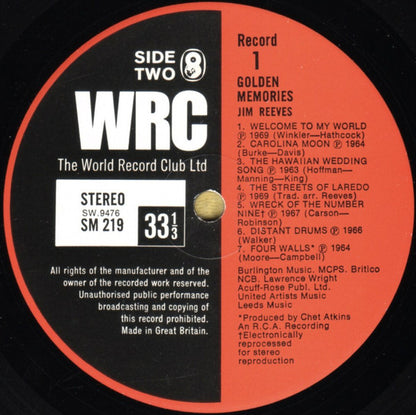 SIDE
TWO
WRC
The World Record Club Ltd
STEREO
SW.9476
SM 219
33 1/3
All rights of the manufacturer and of the
owner of the recorded work reserved.
Unauthorised public performance
broadcasting and copying of
this record prohibited.
Made in Great Britain.
Record
1
GOLDEN
MEMORIES
JIM REEVES
1. WELCOME TO MY WORLD
℗ 1969 (Winkler—Hathcock)
2. CAROLINA MOON ℗ 1964
(Burke—Davis)
3. THE HAWAIIAN WEDDING
SONG ℗ 1963 (Hoffman—
Manning—King)
4. THE STREETS OF LAREDO
℗ 1969 (Trad. arr. Reeves)
5. WRECK OF THE NUMBER
NINE† ℗ 1967 (Carson—
Robinson)
6. DISTANT DRUMS ℗ 1966
(Walker)
7. FOUR WALLS* ℗ 1964
(Moore—Campbell)
Burlington Music. MCPS. Britico
NCB. Lawrence Wright
Acuff-Rose Publ. Ltd.
United Artists Music
Leeds Music
*Produced by Chet Atkins
An R.C.A. Recording
†Electronically
reprocessed
for stereo
reproduction